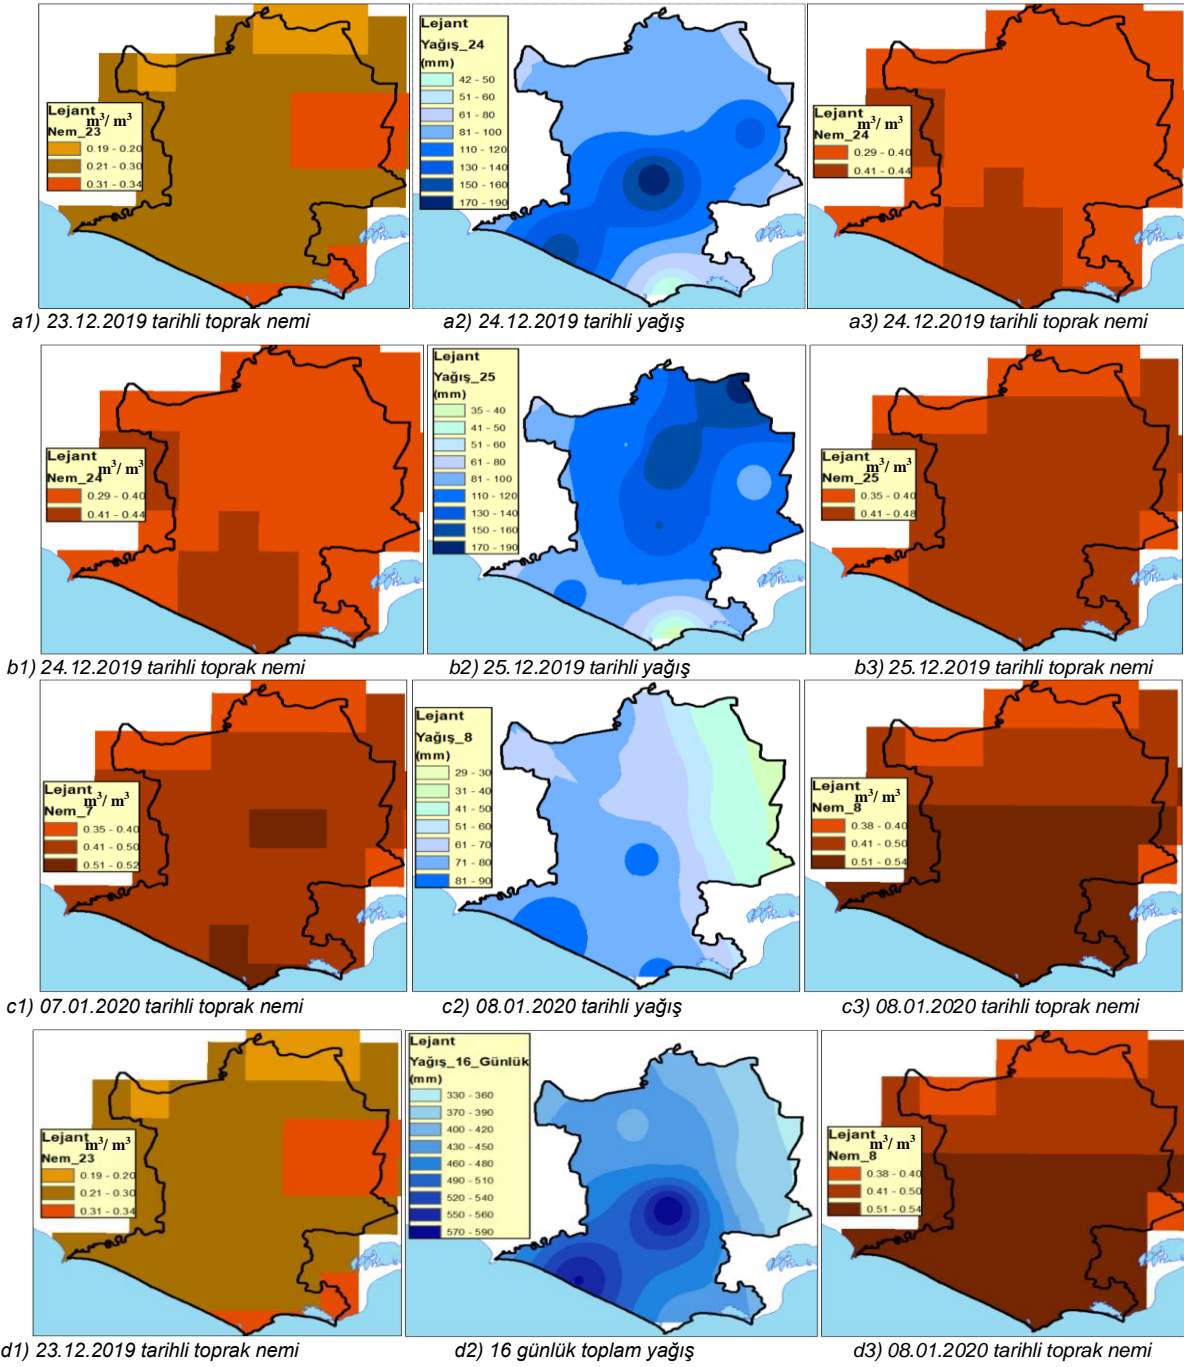 Lejant
m³/ m³
Nem_23
0.19 - 0.20
0.21 - 0.30
0.31 - 0.34
Lejant
Yağış_24
(mm)
42 - 50
51 - 60
61 - 80
81 - 100
110 - 120
130 - 140
150 - 160
170 - 190
Lejant
m³/ m³
Nem_24
0.29 - 0.40
0.41 - 0.44
a1) 23.12.2019 tarihli toprak nemi
a2) 24.12.2019 tarihli yağış
a3) 24.12.2019 tarihli toprak nemi
Lejant
m³/ m³
Nem_24
0.29 - 0.40
0.41 - 0.44
Lejant
Yağış_25
(mm)
35 - 40
41 - 50
51 - 60
61 - 80
81 - 100
110 - 120
130 - 140
150 - 160
170 - 190
Lejant
m³/ m³
Nem_25
0.35 - 0.40
0.41 - 0.48
b1) 24.12.2019 tarihli toprak nemi
b2) 25.12.2019 tarihli yağış
b3) 25.12.2019 tarihli toprak nemi
Lejant
m³/ m³
Nem_7
0.35 - 0.40
0.41 - 0.50
0.51 - 0.52
Lejant
Yağış_8
(mm)
29 - 30
31 - 40
41 - 50
51 - 60
61 - 70
71 - 80
81 - 90
Lejant
m³/ m³
Nem_8
0.38 - 0.40
0.41 - 0.50
0.51 - 0.54
c1) 07.01.2020 tarihli toprak nemi
c2) 08.01.2020 tarihli yağış
c3) 08.01.2020 tarihli toprak nemi
Lejant
m³/ m³
Nem_23
0.19 - 0.20
0.21 - 0.30
0.31 - 0.34
Lejant
Yağış_16_Günlük
(mm)
330 - 360
370 - 390
400 - 420
430 - 450
460 - 480
490 - 510
520 - 540
550 - 560
570 - 590
Lejant
m³/ m³
Nem_8
0.38 - 0.40
0.41 - 0.50
0.51 - 0.54
d1) 23.12.2019 tarihli toprak nemi
d2) 16 günlük toplam yağış
d3) 08.01.2020 tarihli toprak nemi